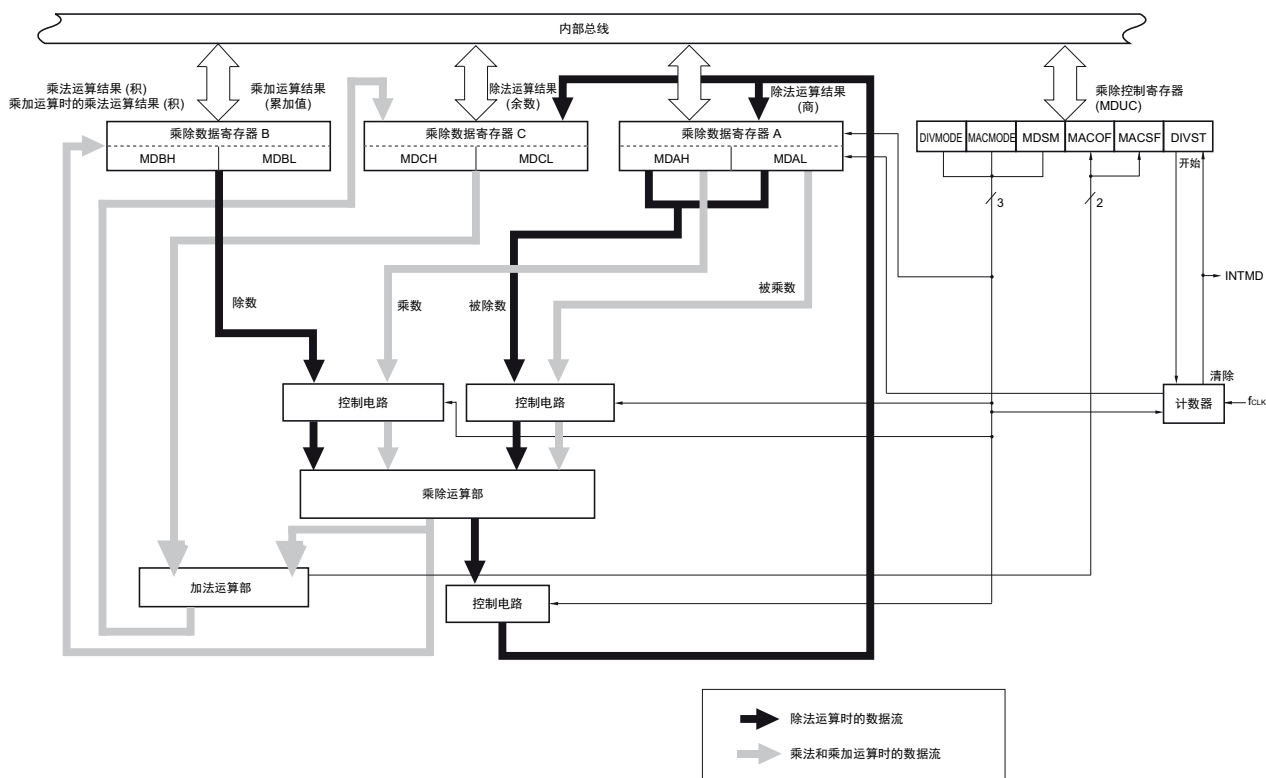 内部总线
乘法运算结果 (积)
乘加运算时的乘法运算结果 (积)
乘加运算结果
(累加值)
除法运算结果
(余数)
除法运算结果
(商)
乘除控制寄存器
(MDUC)
乘除数据寄存器 B
MDBH
MDBL
乘除数据寄存器 C
MDCH
MDCL
乘除数据寄存器 A
MDAH
MDAL
DIVMODE
MACMODE
MDSM
MACOF
MACSF
DIVST
开始
3
2
INTMD
除数
乘数
被除数
被乘数
清除
控制电路
控制电路
计数器
fCLK
乘除运算部
加法运算部
控制电路
除法运算时的数据流
乘法和乘加运算时的数据流